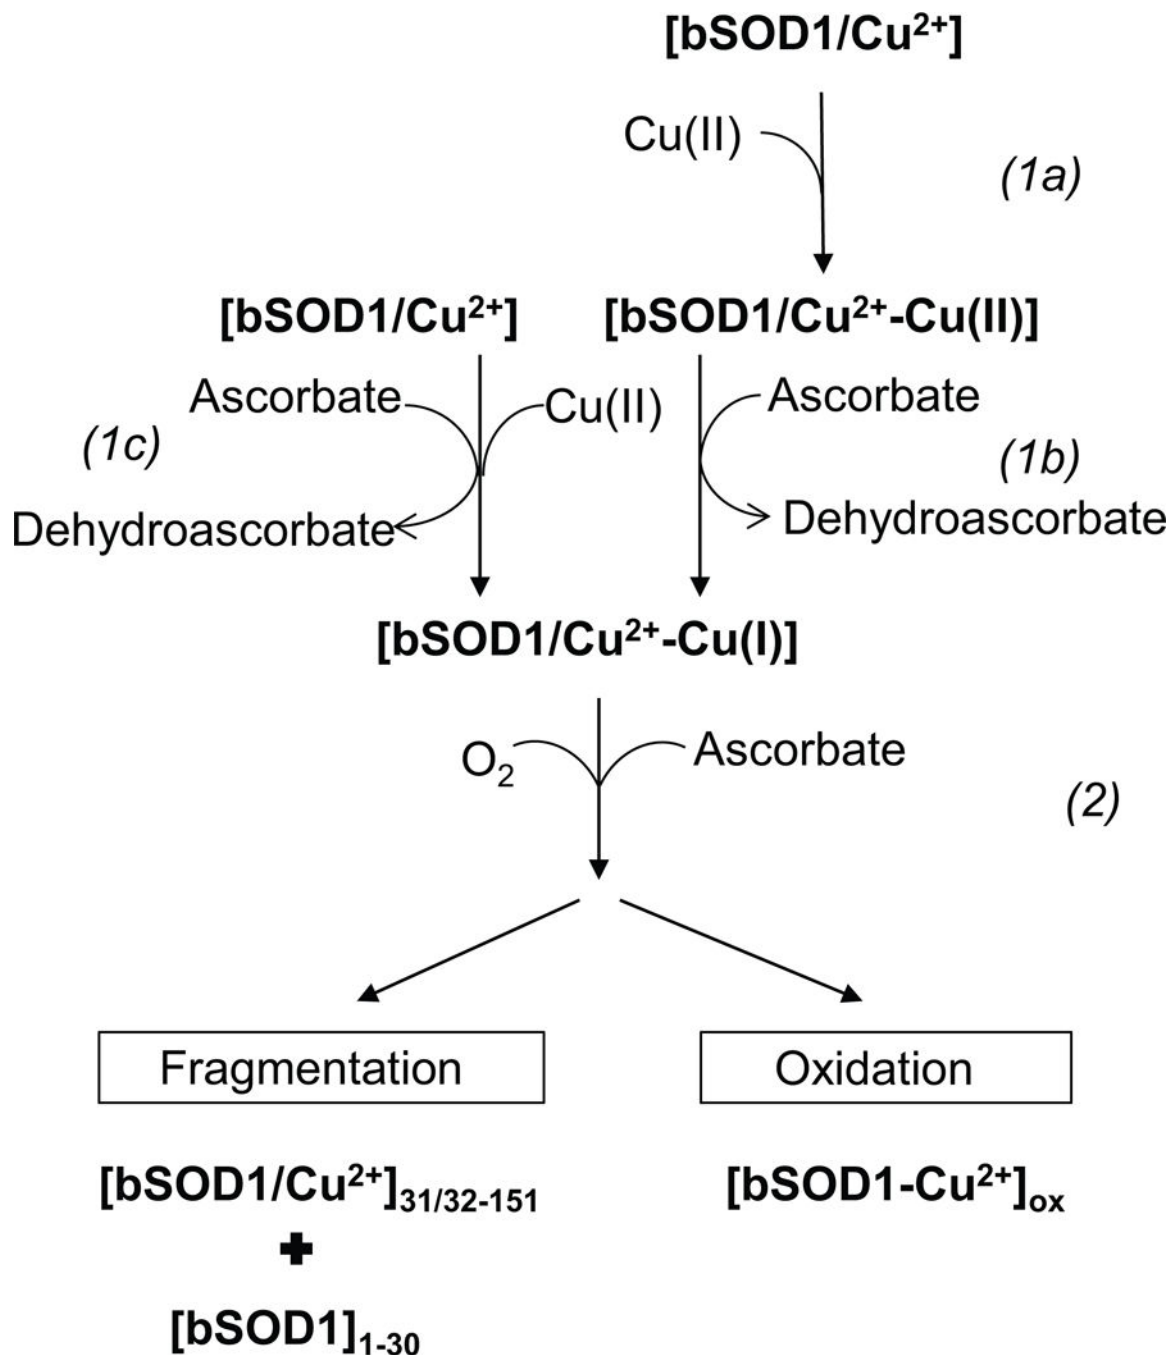 [bSOD1/Cu²⁺]
Cu(II)
(1a)
[bSOD1/Cu²⁺] [bSOD1/Cu²⁺-Cu(II)]
Ascorbate Cu(II) Ascorbate
(1c) (1b)
Dehydroascorbate Dehydroascorbate
[bSOD1/Cu²⁺-Cu(I)]
O₂ Ascorbate
(2)
Fragmentation Oxidation
[bSOD1/Cu²⁺]31/32-151 [bSOD1-Cu²⁺]ox
+
[bSOD1]1-30